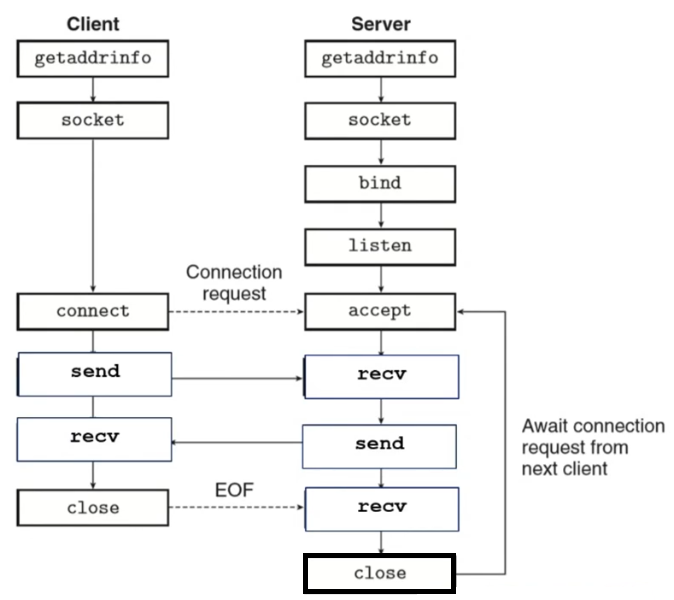 Client
Server
getaddrinfo
getaddrinfo
socket
socket
bind
listen
Connection
request
connect
accept
send
recv
recv
send
Await connection
request from
next client
EOF
close
recv
close